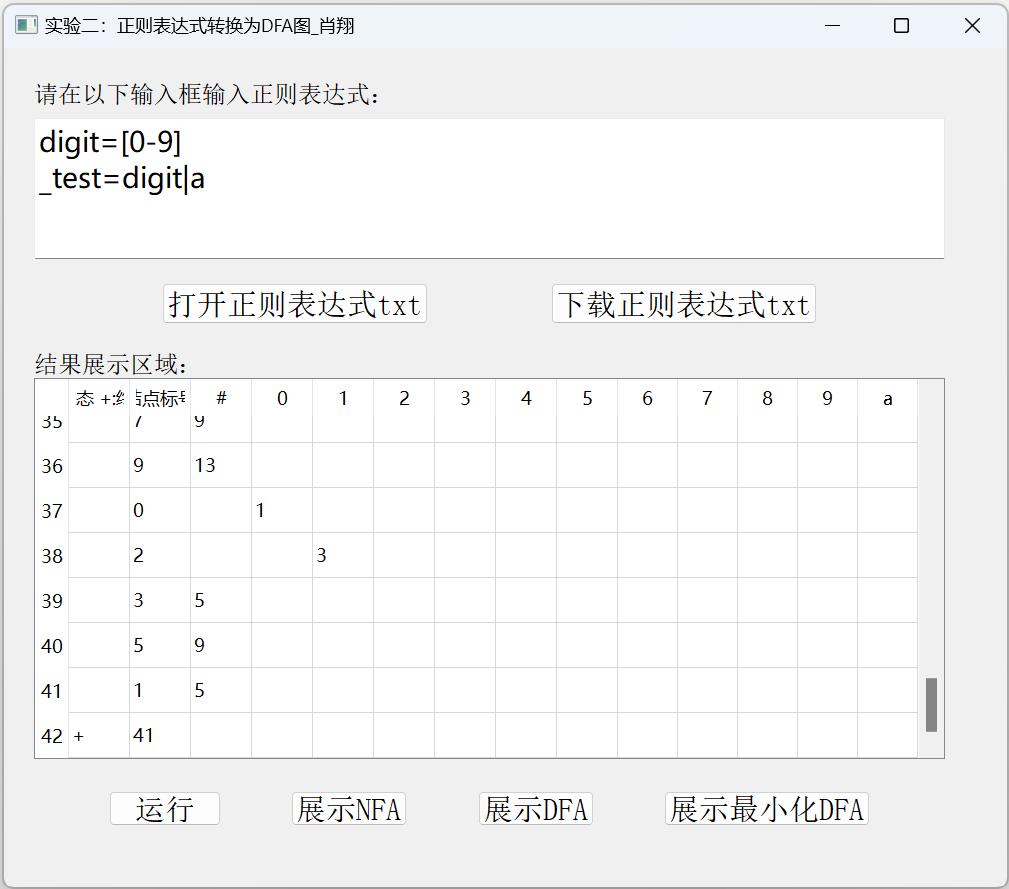 实验二：正则表达式转换为DFA图_肖翔
请在以下输入框输入正则表达式：
digit=[0-9]
_test=digit|a
打开正则表达式txt 下载正则表达式txt
结果展示区域：
态 +: 点标 # 0 1 2 3 4 5 6 7 8 9 a
35 7 9
36 9 13
37 0 1
38 2 3
39 3 5
40 5 9
41 1 5
42 + 41
运行 展示NFA 展示DFA 展示最小化DFA